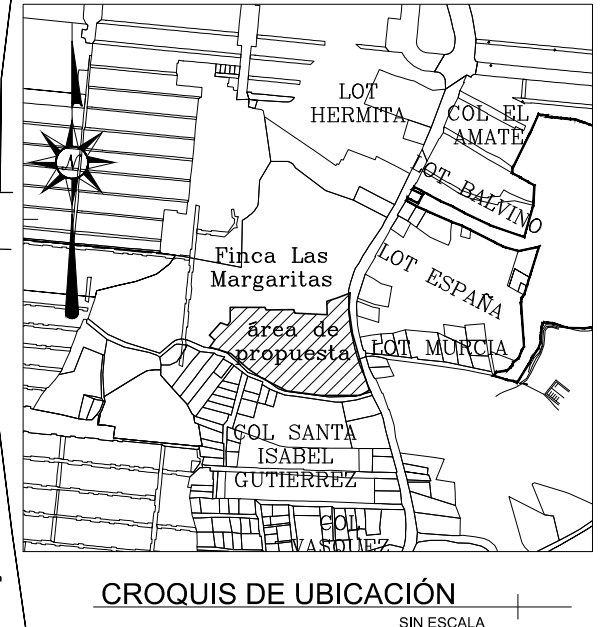 LOT
HERMITA
COL EL
AMATE
LOT BALVINO
N
Finca Las
Margaritas
LOT ESPAÑA
área de
propuesta
LOT MURCIA
COL SANTA
ISABEL
GUTIERREZ
COL
VASQUEZ
CROQUIS DE UBICACIÓN
SIN ESCALA